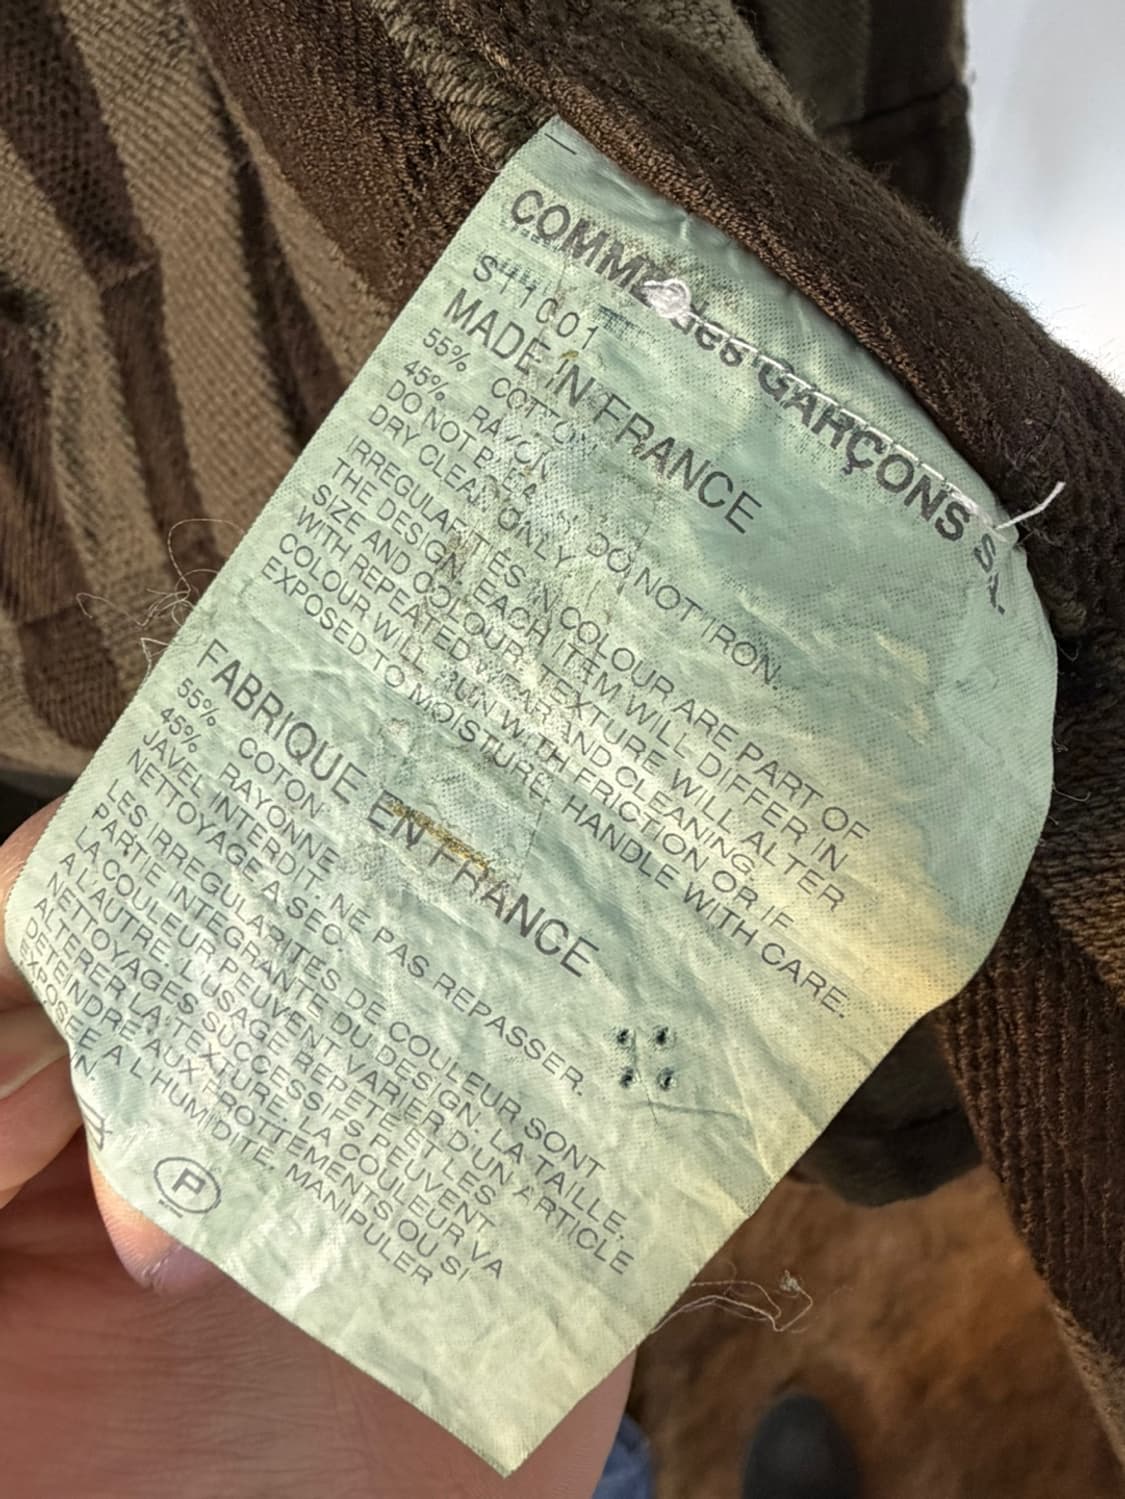 COMME des GARÇONS S.A.
S11001
MADE IN FRANCE
55% COTTON
45% RAYON
DO NOT BLEACH. DO NOT IRON.
DRY CLEAN ONLY
IRREGULARITIES IN COLOUR ARE PART OF
THE DESIGN. EACH ITEM WILL DIFFER IN
SIZE AND COLOUR. TEXTURE WILL ALTER
WITH REPEATED WEAR AND CLEANING.
COLOUR WILL RUN WITH FRICTION OR IF
EXPOSED TO MOISTURE. HANDLE WITH CARE.
FABRIQUE EN FRANCE
55% COTON
45% RAYONNE
JAVEL INTERDIT. NE PAS REPASSER.
NETTOYAGE A SEC.
LES IRREGULARITES DE COULEUR SONT
PARTIE INTEGRANTE DU DESIGN. LA TAILLE,
LA COULEUR PEUVENT VARIER D'UN ARTICLE
A L'AUTRE. L'USAGE REPETE ET LES
NETTOYAGES SUCCESSIFS PEUVENT
ALTERER LA TEXTURE. LA COULEUR VA
DETEINDRE AUX FROTTEMENTS OU SI
EXPOSEE A L'HUMIDITE, MANIPULER
P